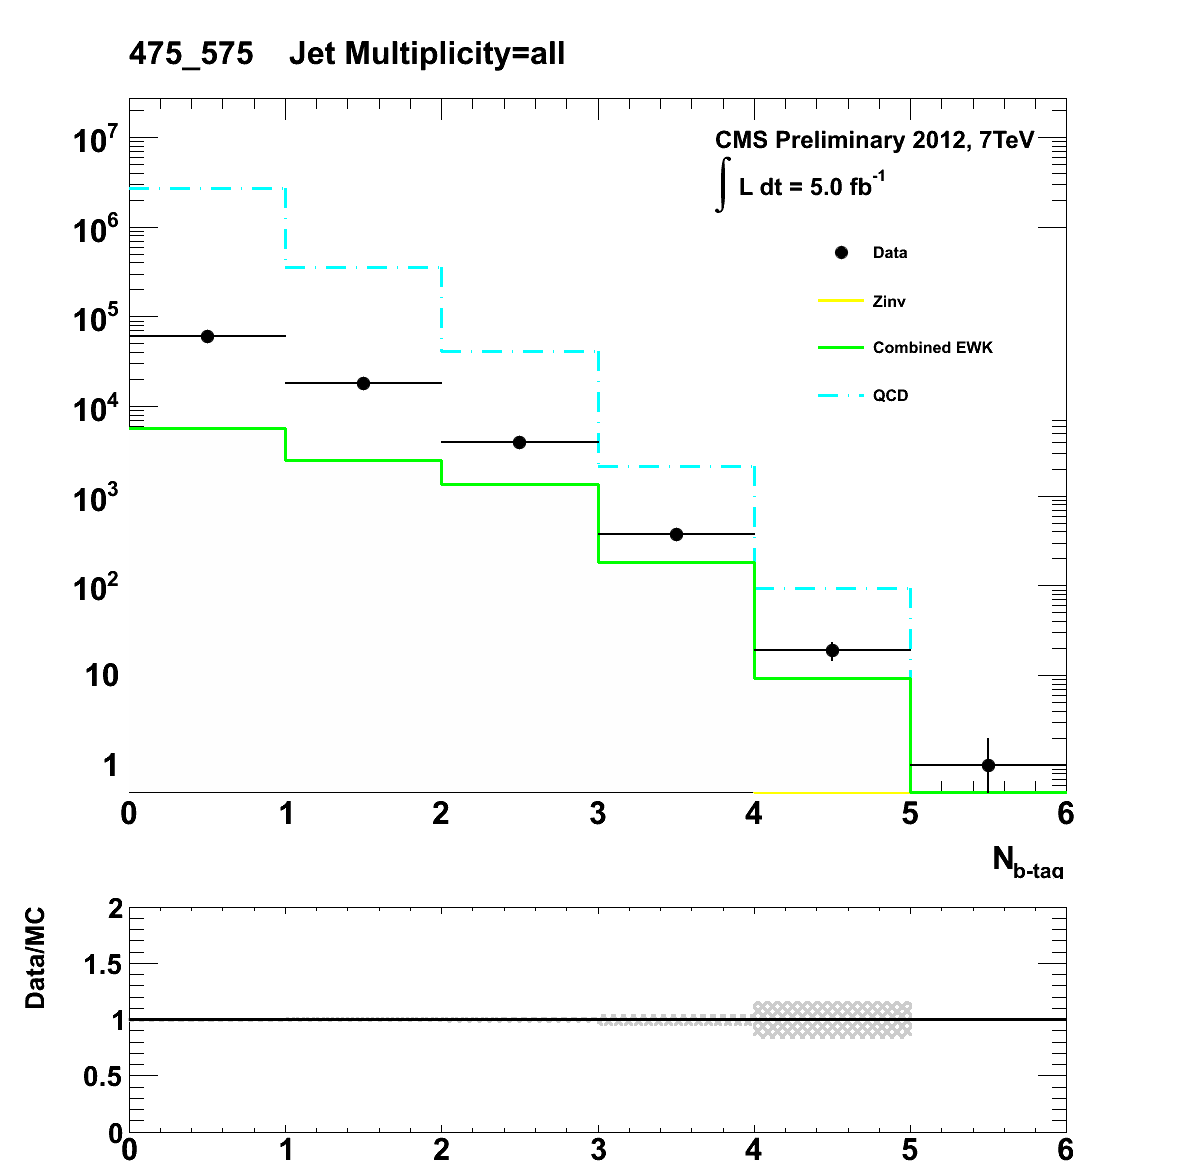 475_575 Jet Multiplicity=all
CMS Preliminary 2012, 7TeV
∫ L dt = 5.0 fb-1
Data
Zinv
Combined EWK
QCD
10^7
10^6
10^5
10^4
10^3
10^2
10
1
0 1 2 3 4 5 6
N_b-tag
Data/MC
2
1.5
1
0.5
0
0 1 2 3 4 5 6